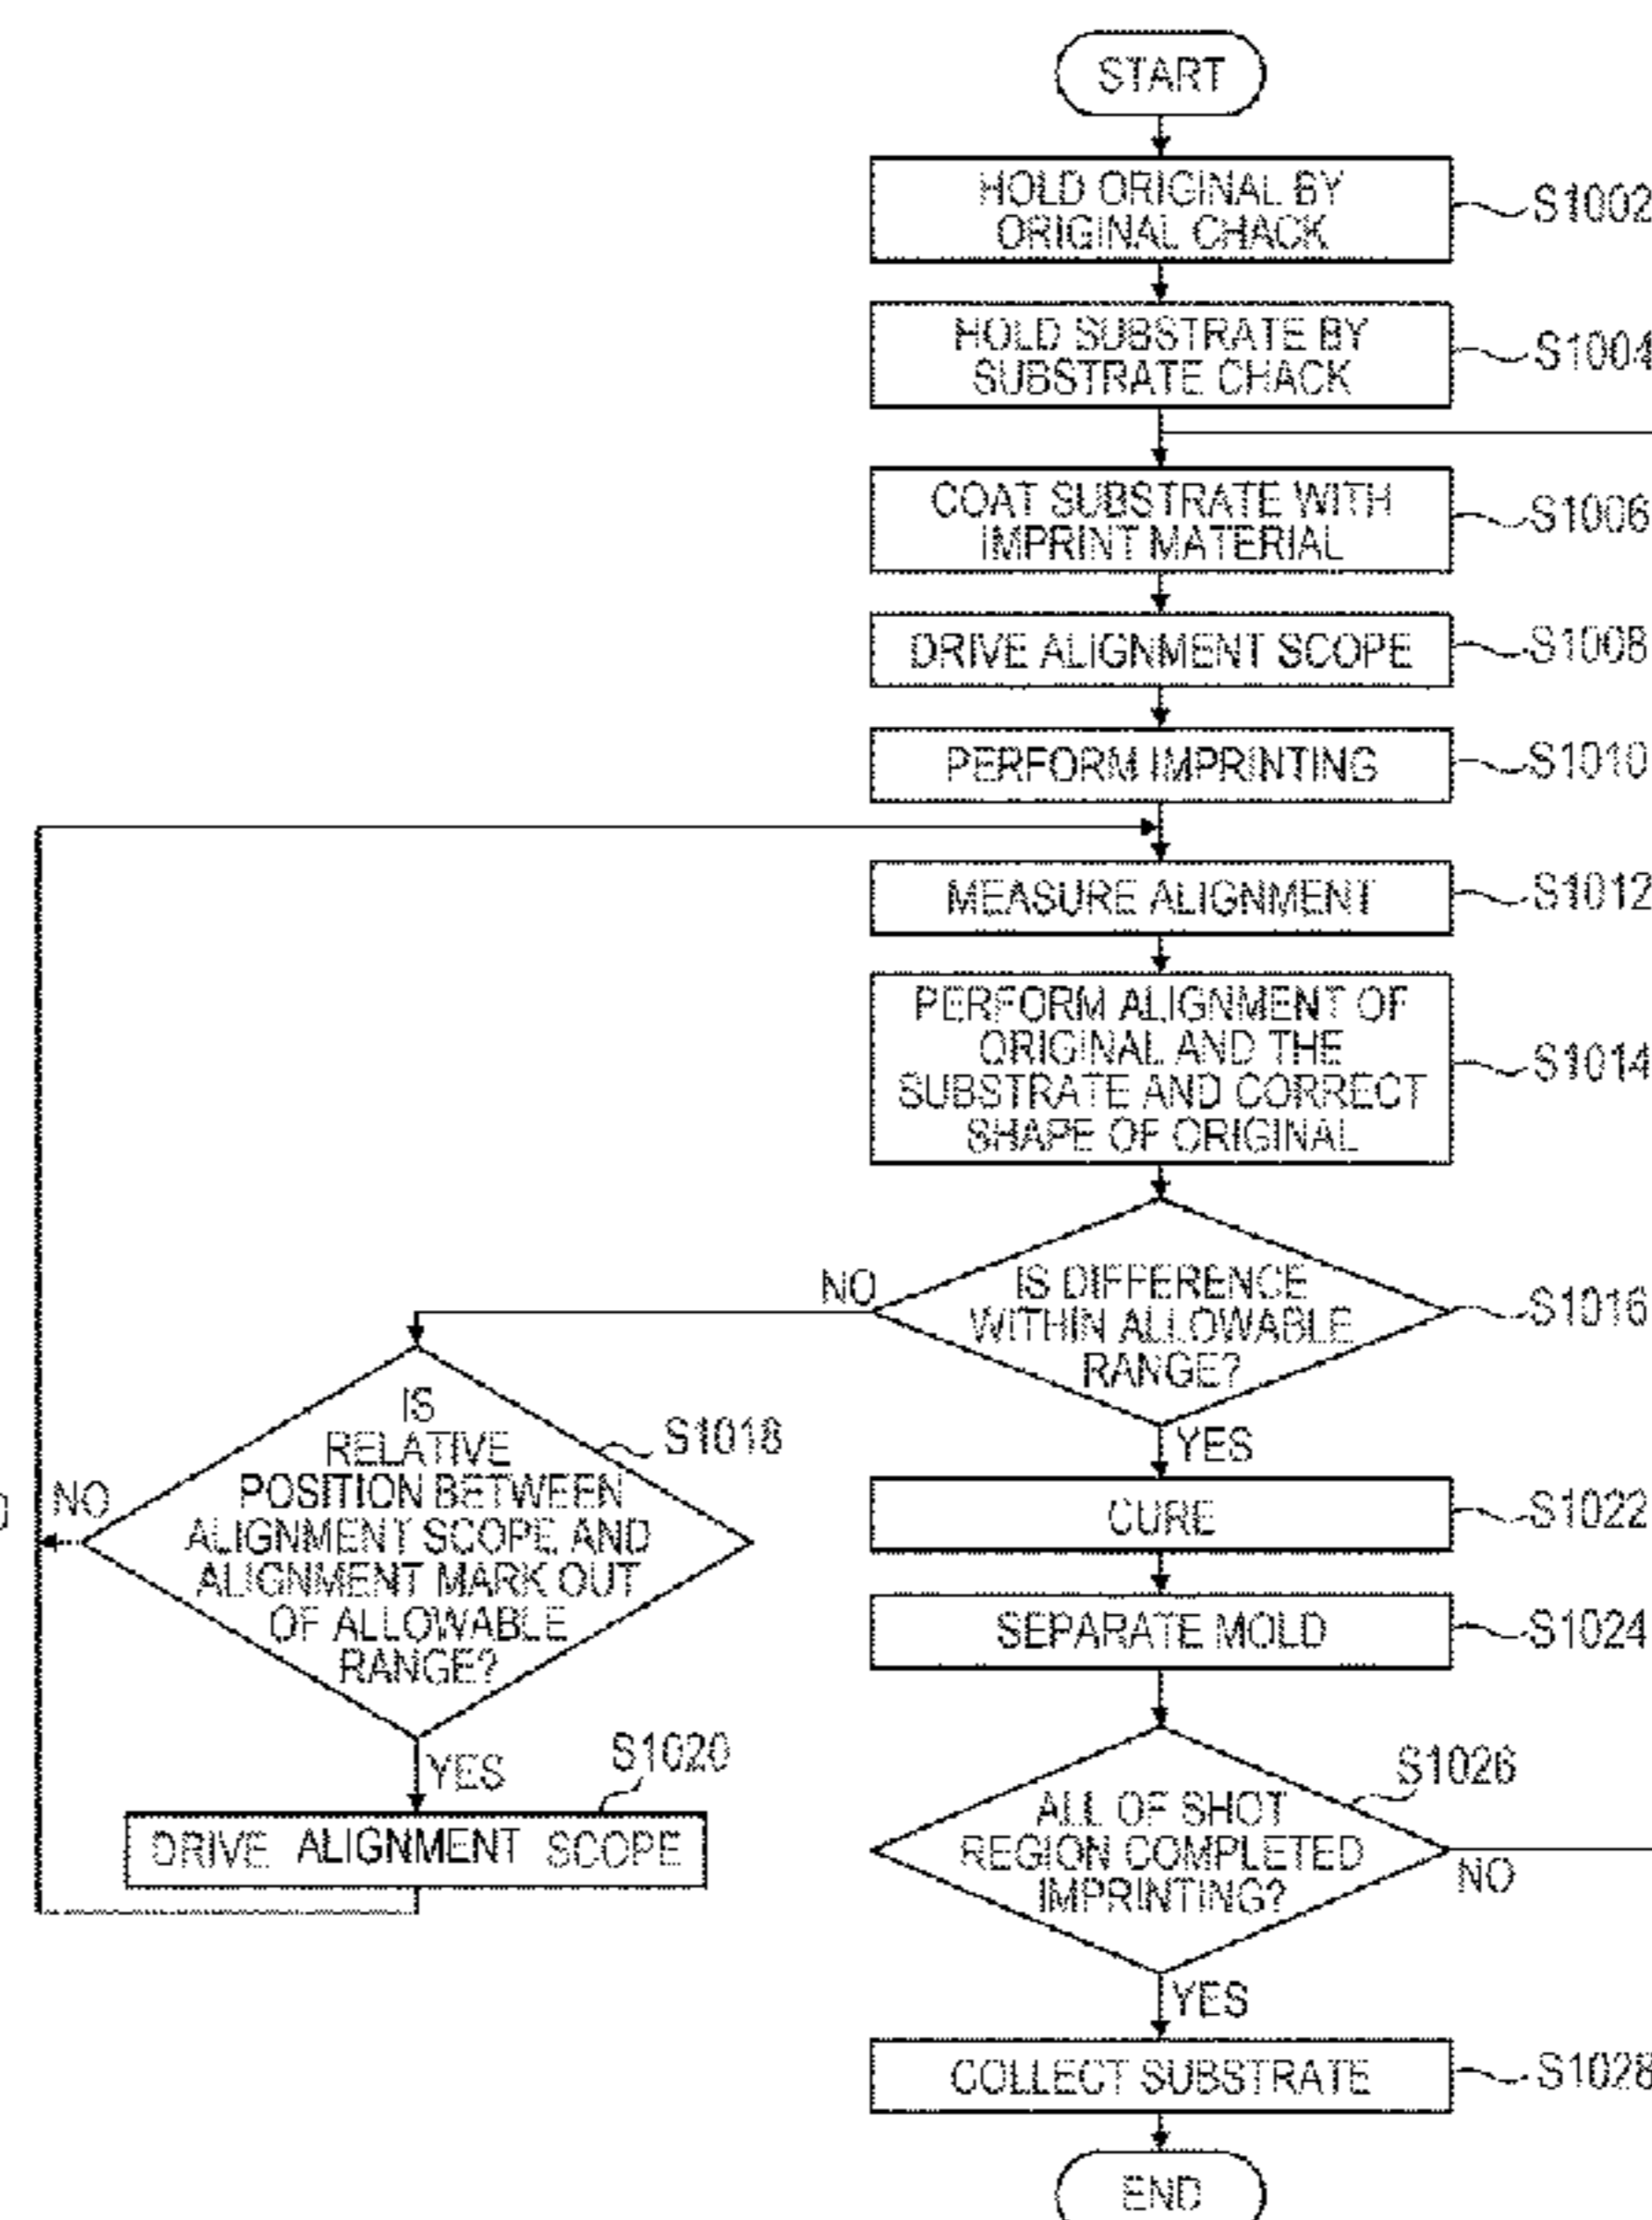 START
HOLD ORIGINAL BY
ORIGINAL CHACK
S1002
HOLD SUBSTRATE BY
SUBSTRATE CHACK
S1004
COAT SUBSTRATE WITH
IMPRINT MATERIAL
S1006
DRIVE ALIGNMENT SCOPE
S1008
PERFORM IMPRINTING
S1010
MEASURE ALIGNMENT
S1012
PERFORM ALIGNMENT OF
ORIGINAL AND THE
SUBSTRATE AND CORRECT
SHAPE OF ORIGINAL
S1014
NO
IS DIFFERENCE
WITHIN ALLOWABLE
RANGE?
S1016
YES
NO
IS
RELATIVE
POSITION BETWEEN
ALIGNMENT SCOPE AND
ALIGNMENT MARK OUT
OF ALLOWABLE
RANGE?
S1018
YES
S1020
DRIVE ALIGNMENT SCOPE
CURE
S1022
SEPARATE MOLD
S1024
ALL OF SHOT
REGION COMPLETED
IMPRINTING?
S1026
NO
YES
COLLECT SUBSTRATE
S1028
END